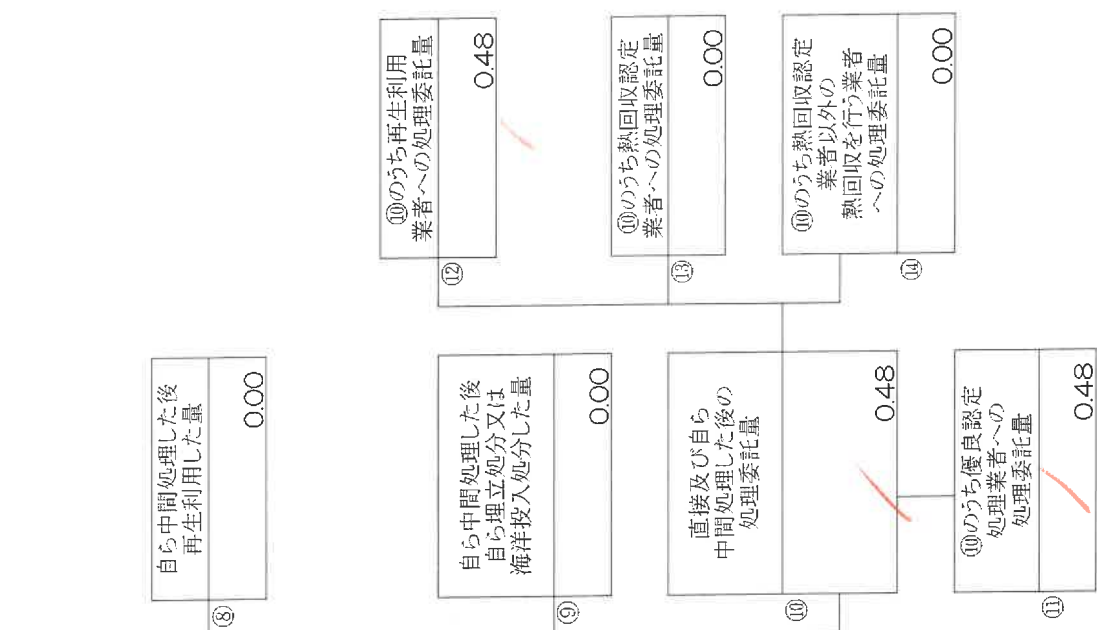 ⑧
自ら中間処理した後
再生利用した量
0.00
⑨
自ら中間処理した後
自ら埋立処分又は
海洋投入処分した量
0.00
⑩
直接及び自ら
中間処理した後の
処理委託量
0.48
⑪
⑩のうち優良認定
処理業者への
処理委託量
0.48
⑫
⑩のうち再生利用
業者への処理委託量
0.48
⑬
⑩のうち熱回収認定
業者への処理委託量
0.00
⑭
⑩のうち熱回収認定
業者以外の
熱回収を行う業者
への処理委託量
0.00